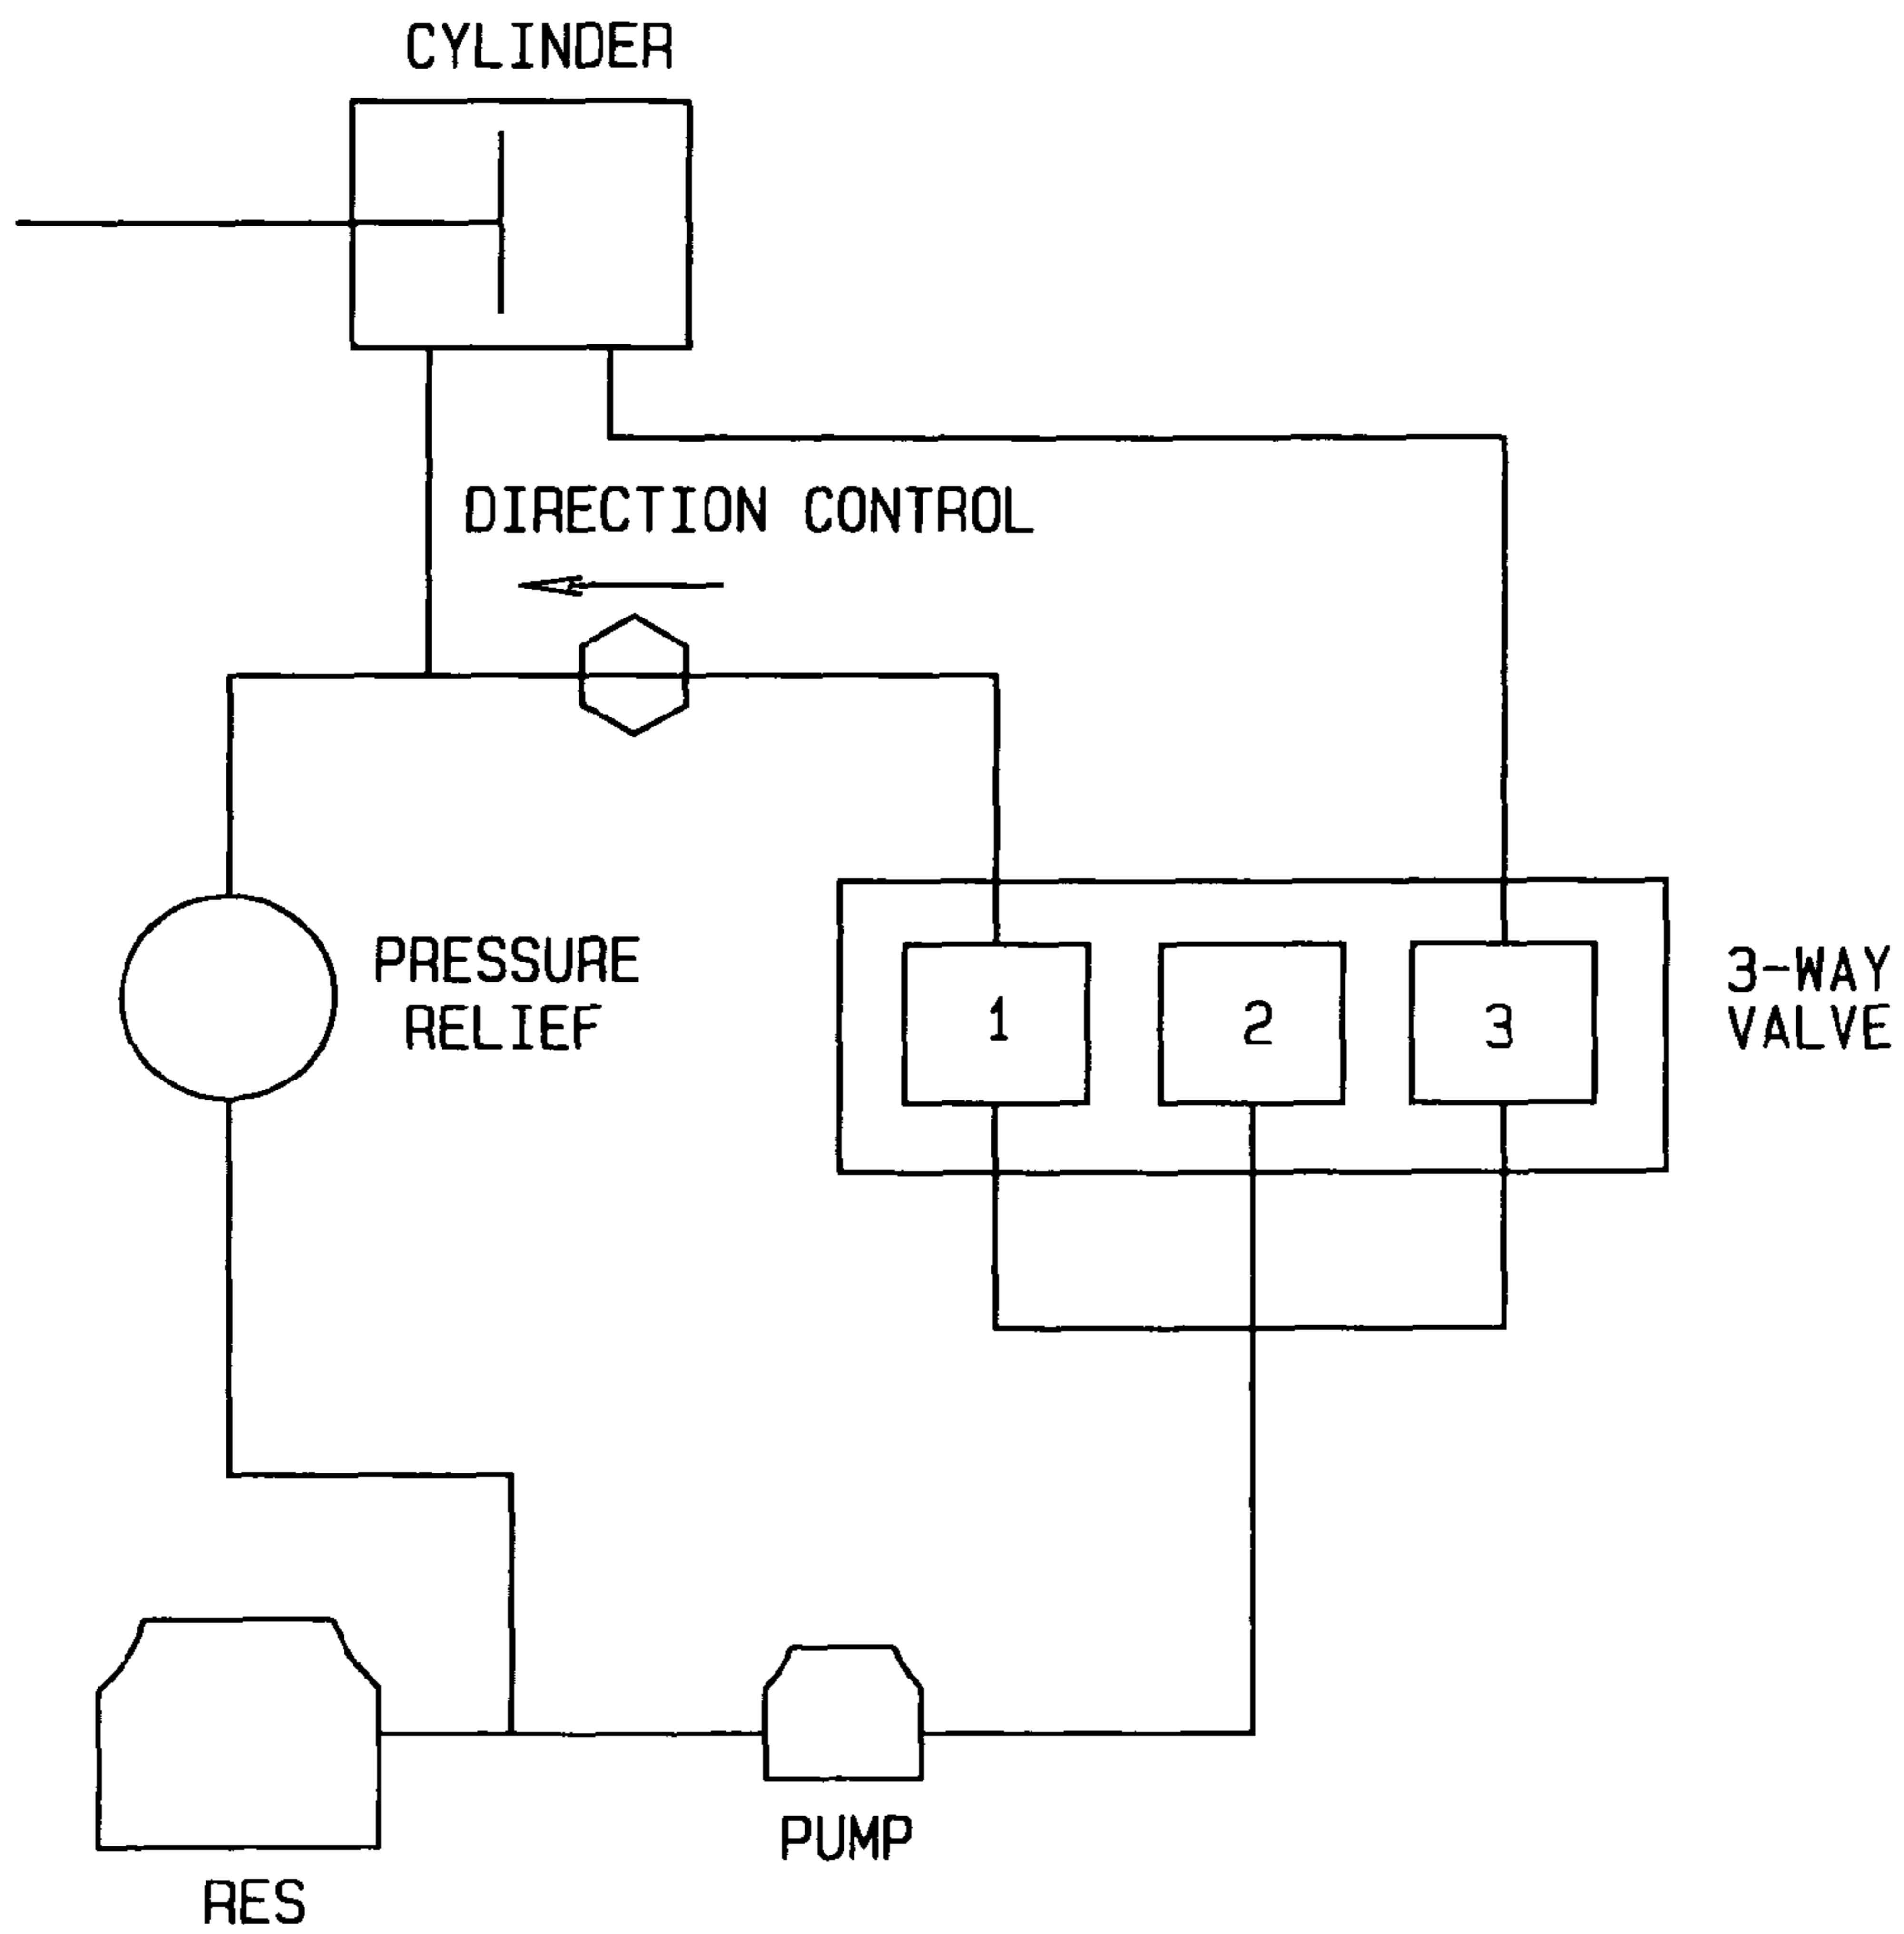 CYLINDER
DIRECTION CONTROL
PRESSURE
RELIEF
1
2
3
3-WAY
VALVE
PUMP
RES